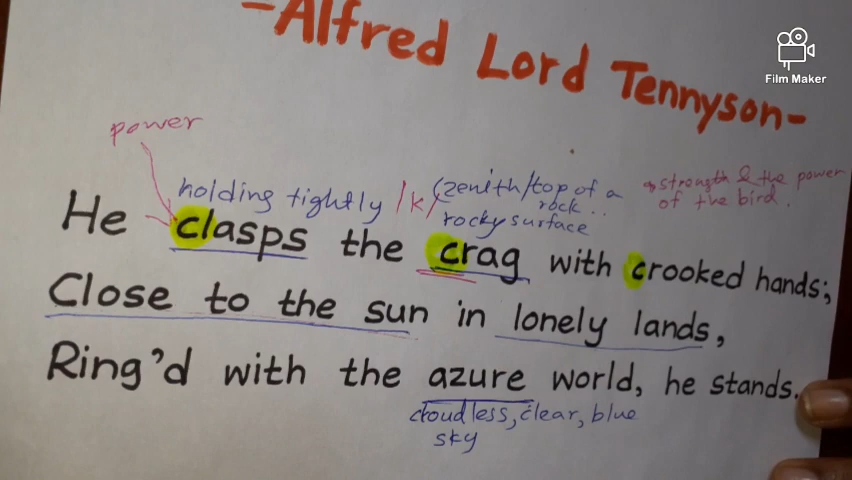 -Alfred Lord Tennyson-
Film Maker
power
holding tightly /k/ (zenith/top of a rock..
rocky surface
strength & the power
of the bird.
He clasps the crag with crooked hands;
Close to the sun in lonely lands,
Ring'd with the azure world, he stands.
cloudless, clear, blue
sky